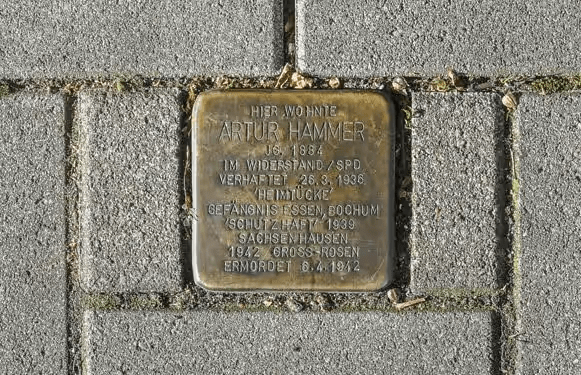 HIER WOHNTE
ARTUR HAMMER
JG. 1884
IM WIDERSTAND / SPD
VERHAFTET 26.3.1936
'HEIMTÜCKE'
GEFÄNGNIS ESSEN, BOCHUM
'SCHUTZHAFT' 1939
SACHSENHAUSEN
1942 GROSS-ROSEN
ERMORDET 6.4.1942